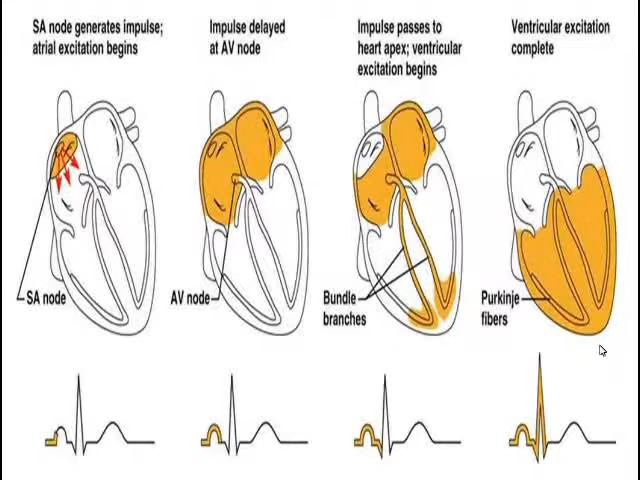 SA node generates impulse;
atrial excitation begins
Impulse delayed
at AV node
Impulse passes to
heart apex; ventricular
excitation begins
Ventricular excitation
complete
SA node
AV node
Bundle
branches
Purkinje
fibers